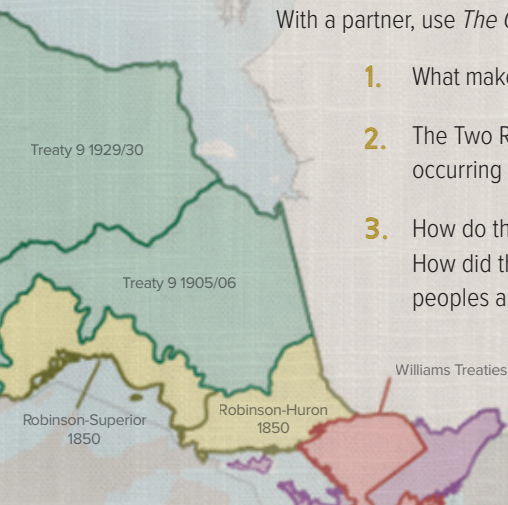 With a partner, use The
1. What make
2. The Two R
occurring
3. How do th
How did th
peoples a
Treaty 9 1929/30
Treaty 9 1905/06
Williams Treaties
Robinson-Superior
1850
Robinson-Huron
1850